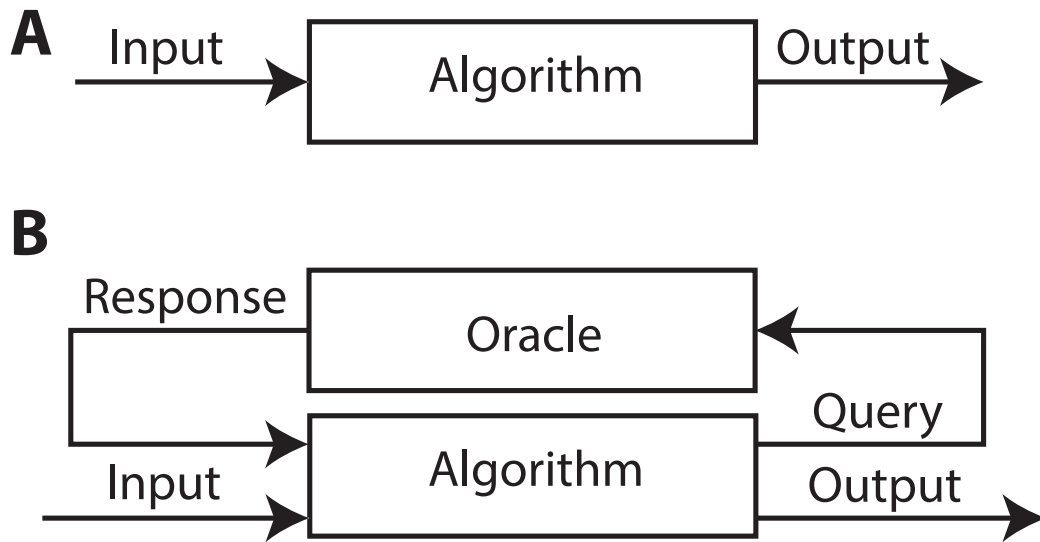 A
Input
Algorithm
Output
B
Response
Oracle
Query
Input
Algorithm
Output